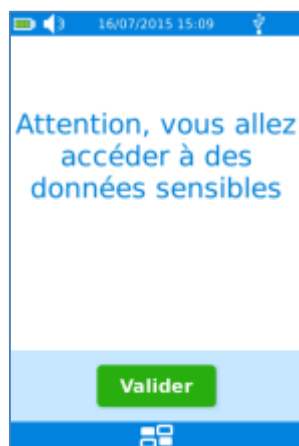 16/07/2015 15:09
Attention, vous allez
accéder à des
données sensibles
Valider